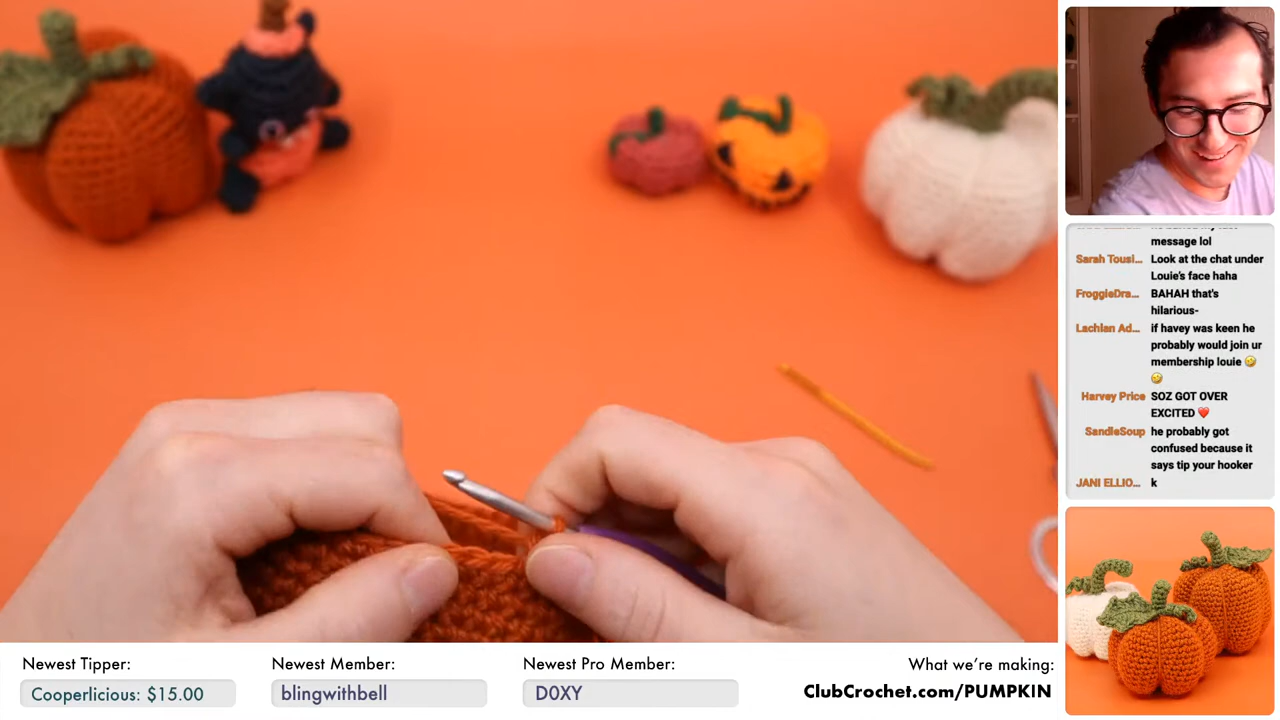 message lol
Sarah Tousi... Look at the chat under
Louie's face haha
FroggieDra... BAHAH that's
hilarious-
Lachlan Ad... if havey was keen he
probably would join ur
membership louie 🤣
🤣
Harvey Price SOZ GOT OVER
EXCITED ❤️
SandleSoup he probably got
confused because it
says tip your hooker
JANI ELLIO... k
Newest Tipper: Newest Member: Newest Pro Member: What we're making:
Cooperlicious: $15.00 blingwithbell D0XY ClubCrochet.com/PUMPKIN